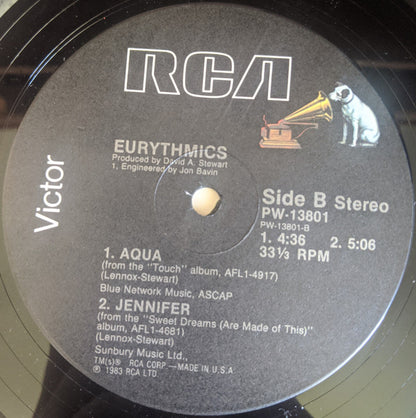 RCA
Victor
EURYTHMICS
Produced by David A. Stewart
1. Engineered by Jon Bavin
Side B Stereo
PW-13801
PW-13801-B
1. 4:36 2. 5:06
33⅓ RPM
1. AQUA
(from the "Touch" album, AFL1-4917)
(Lennox-Stewart)
Blue Network Music, ASCAP
2. JENNIFER
(from the "Sweet Dreams (Are Made of This)"
album, AFL1-4681)
(Lennox-Stewart)
Sunbury Music Ltd.,
TM(s)® RCA CORP.—MADE IN U.S.A.
℗ 1983 RCA LTD